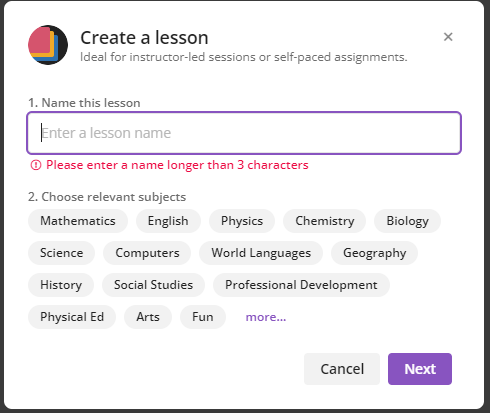 Create a lesson
Ideal for instructor-led sessions or self-paced assignments.
1. Name this lesson
Enter a lesson name
Please enter a name longer than 3 characters
2. Choose relevant subjects
Mathematics English Physics Chemistry Biology
Science Computers World Languages Geography
History Social Studies Professional Development
Physical Ed Arts Fun more...
Cancel Next